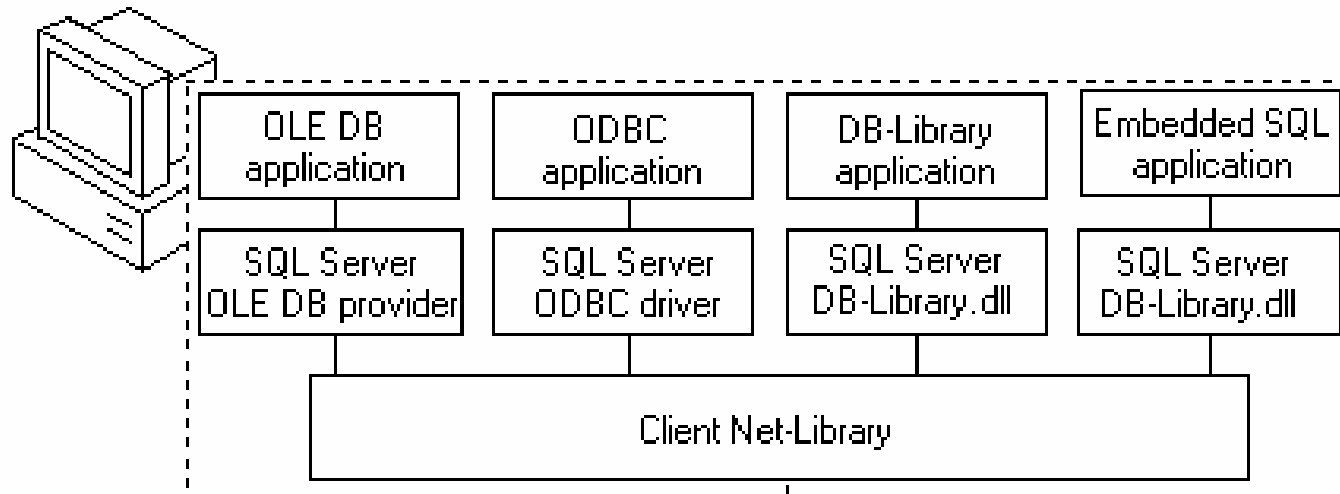 OLE DB
application
ODBC
application
DB-Library
application
Embedded SQL
application
SQL Server
OLE DB provider
SQL Server
ODBC driver
SQL Server
DB-Library.dll
SQL Server
DB-Library.dll
Client Net-Library